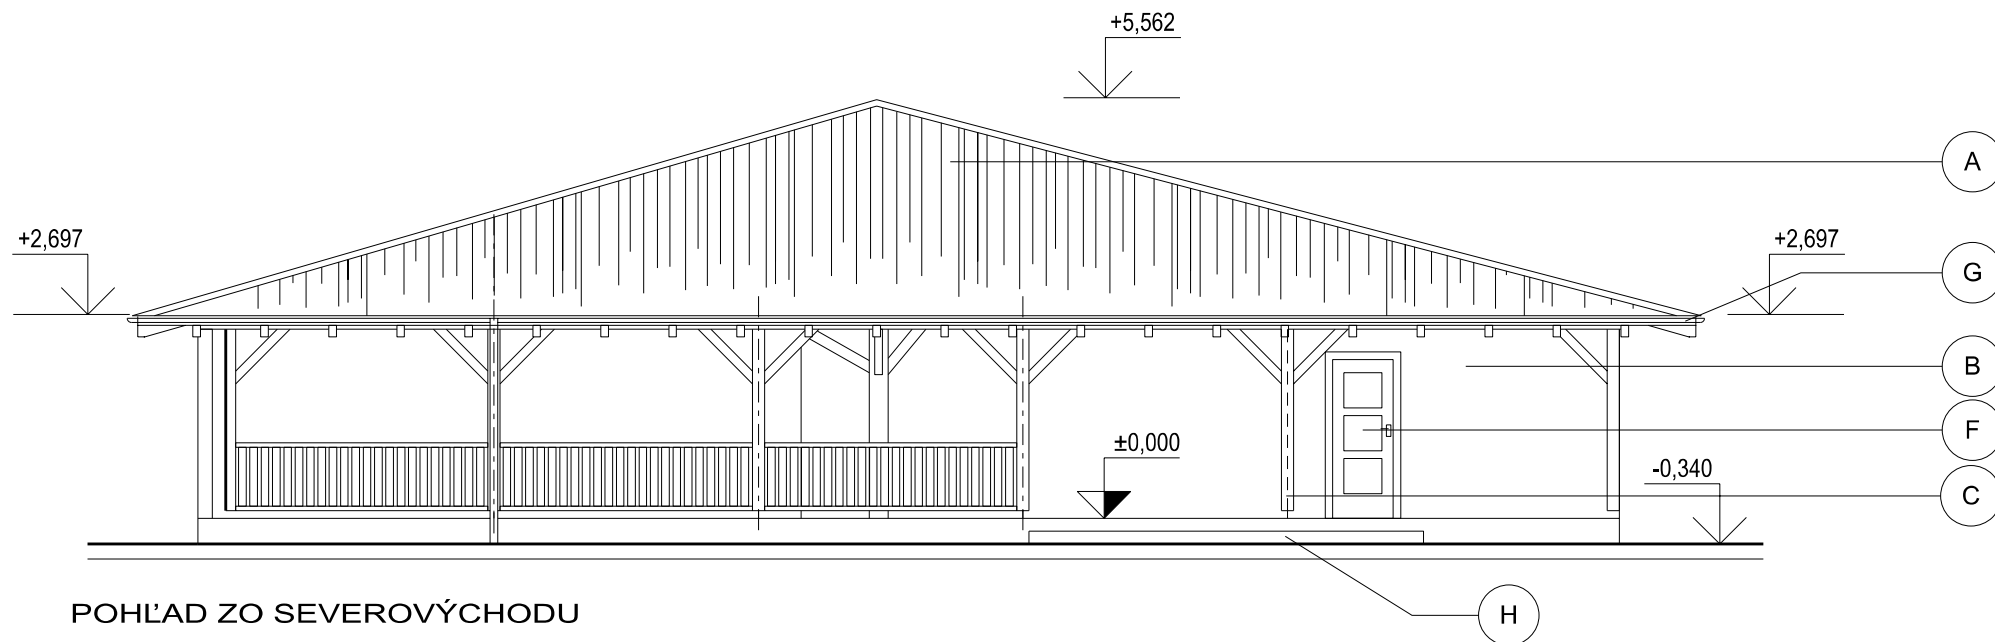 +5,562
A
+2,697
+2,697
G
B
F
±0,000
-0,340
C
H
POHĽAD ZO SEVEROVÝCHODU